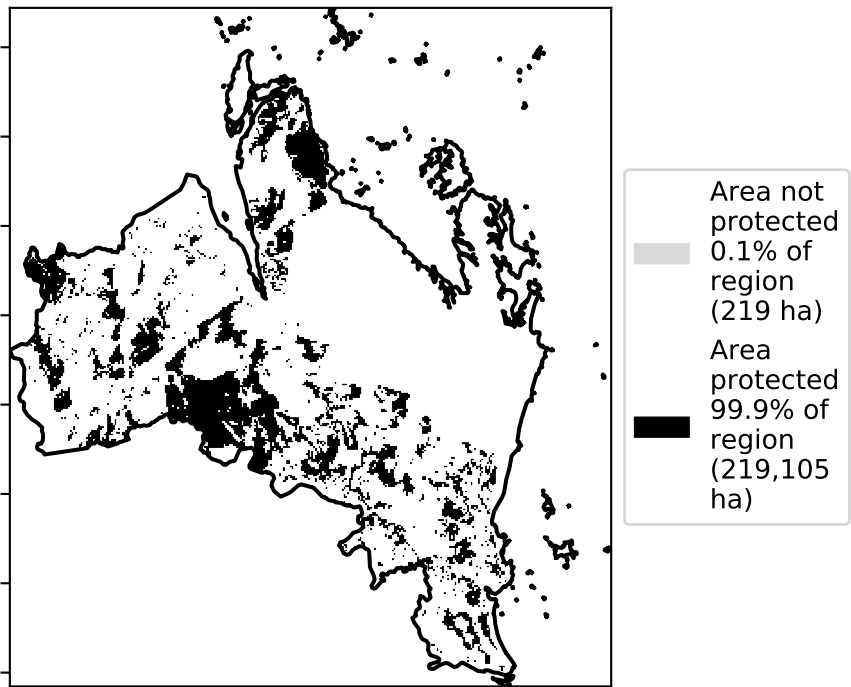 Area not
protected
0.1% of
region
(219 ha)
Area
protected
99.9% of
region
(219,105
ha)